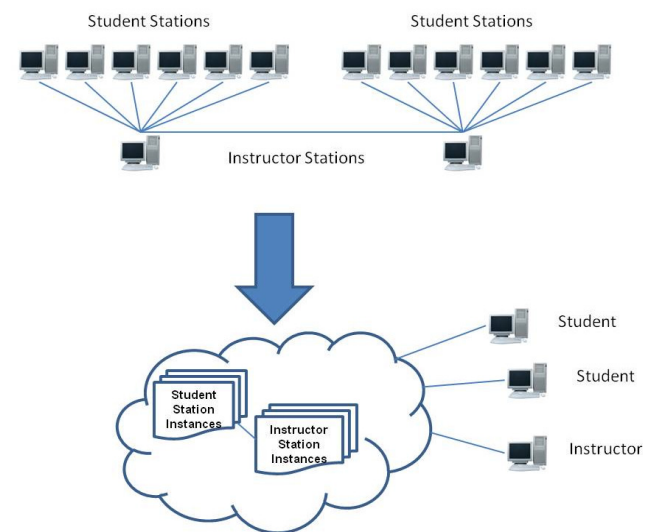 Student Stations
Student Stations
Instructor Stations
Student
Student
Student
Station
Instances
Instructor
Station
Instances
Instructor